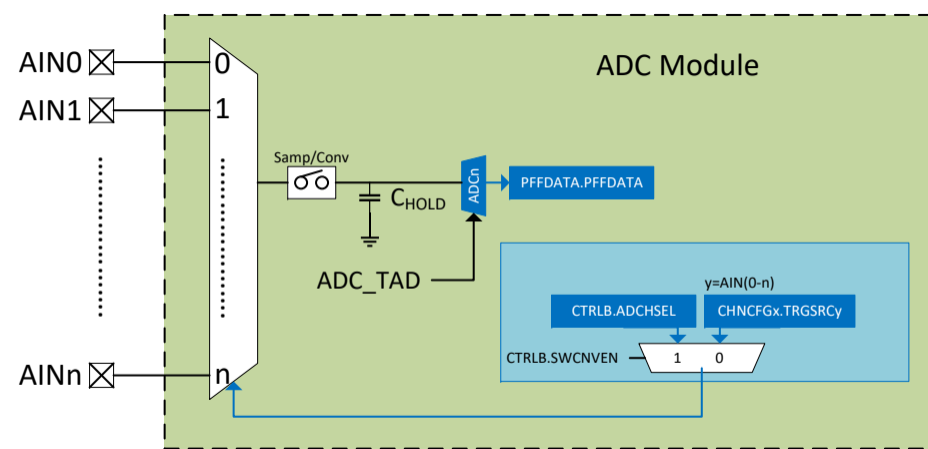 ADC Module
AIN0
0
AIN1
1
Samp/Conv
ADCn
PFFDATA.PFFDATA
CHOLD
ADC_TAD
y=AIN(0-n)
CTRLB.ADCHSEL
CHNCFGx.TRGSRCy
CTRLB.SWCNVEN
1 0
AINn
n